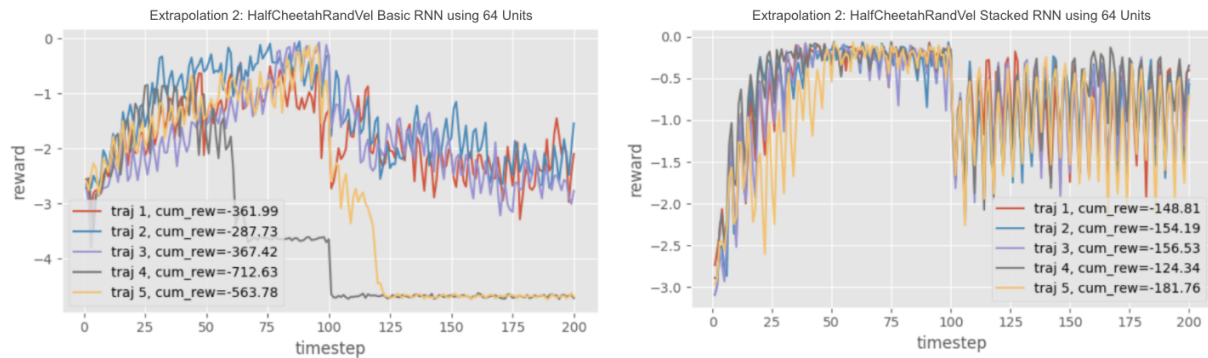 Extrapolation 2: HalfCheetahRandVel Basic RNN using 64 Units
0
−1
−2
−3
−4
reward
traj 1, cum_rew=-361.99
traj 2, cum_rew=-287.73
traj 3, cum_rew=-367.42
traj 4, cum_rew=-712.63
traj 5, cum_rew=-563.78
0 25 50 75 100 125 150 175 200
timestep
Extrapolation 2: HalfCheetahRandVel Stacked RNN using 64 Units
0.0
−0.5
−1.0
−1.5
−2.0
−2.5
−3.0
reward
traj 1, cum_rew=-148.81
traj 2, cum_rew=-154.19
traj 3, cum_rew=-156.53
traj 4, cum_rew=-124.34
traj 5, cum_rew=-181.76
0 25 50 75 100 125 150 175 200
timestep